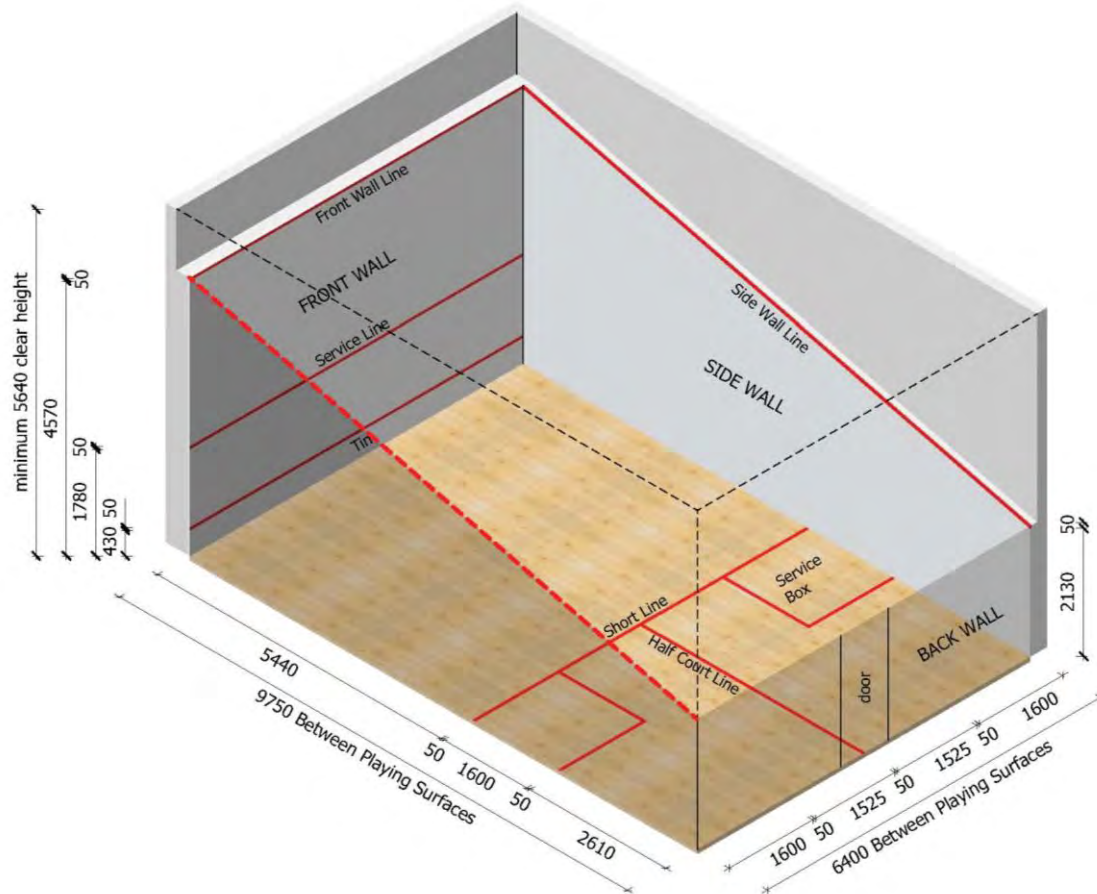 Front Wall Line
FRONT WALL
Service Line
Tin
Side Wall Line
SIDE WALL
Service
Box
Short Line
Half Court Line
door
BACK WALL
minimum 5640 clear height
4570
50
1780
50
430 50
50
2130
5440
50 1600 50
2610
9750 Between Playing Surfaces
1600 50 1525 50 1525 50 1600
6400 Between Playing Surfaces